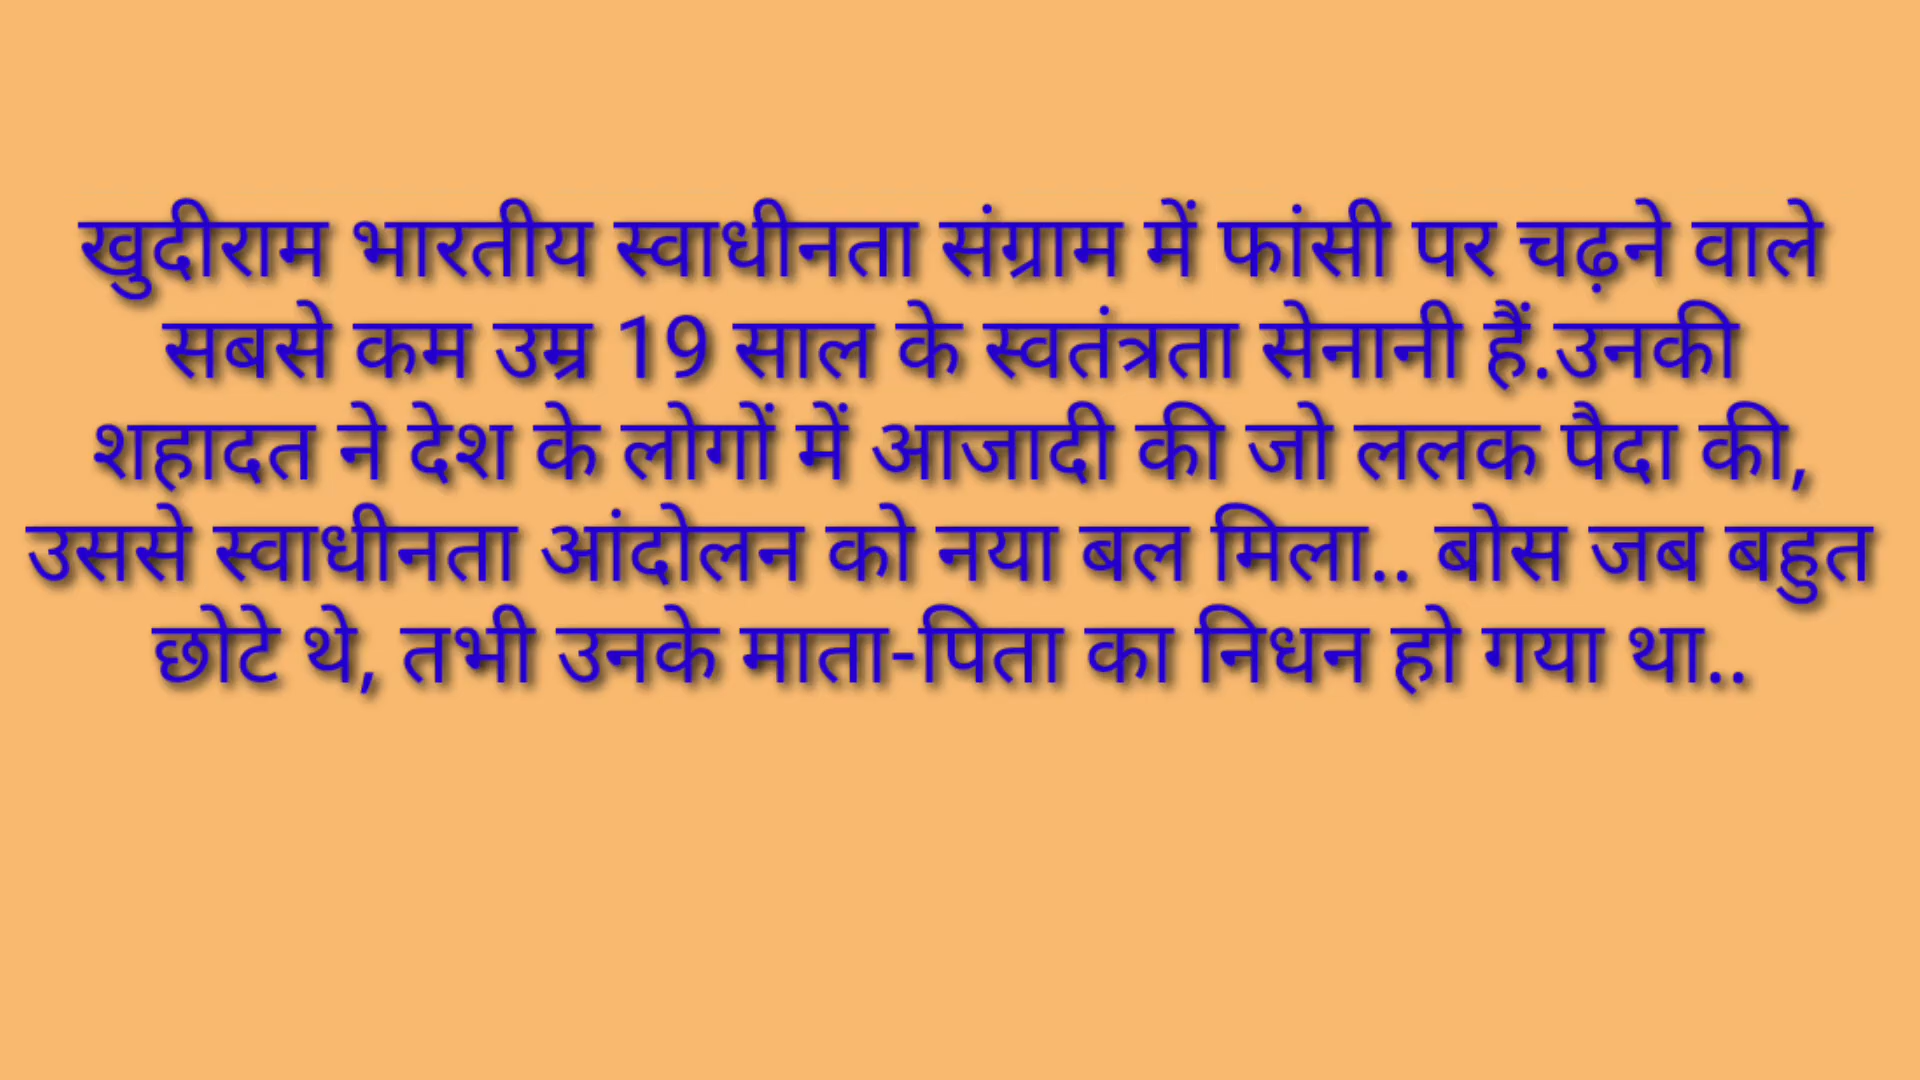 खुदीराम भारतीय स्वाधीनता संग्राम में फांसी पर चढ़ने वाले
सबसे कम उम्र 19 साल के स्वतंत्रता सेनानी हैं.उनकी
शहादत ने देश के लोगों में आजादी की जो ललक पैदा की,
उससे स्वाधीनता आंदोलन को नया बल मिला.. बोस जब बहुत
छोटे थे, तभी उनके माता-पिता का निधन हो गया था..